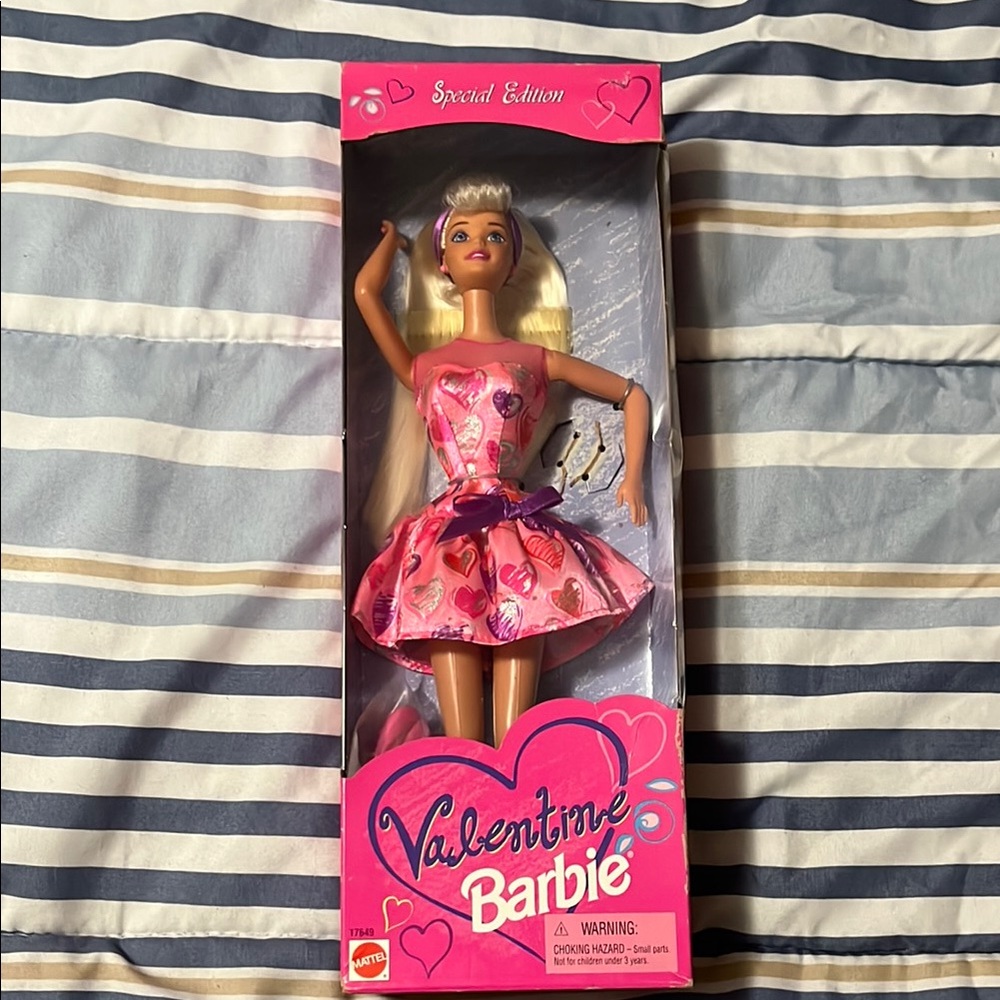 Special Edition
Valentine
Barbie®
17649
MATTEL
⚠ WARNING:
CHOKING HAZARD – Small parts.
Not for children under 3 years.